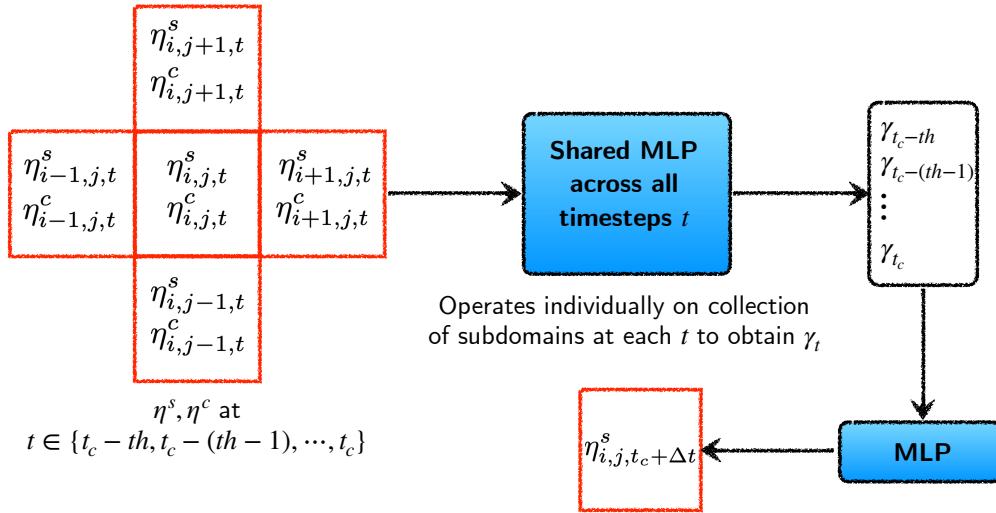 η^s_{i,j+1,t}
η^c_{i,j+1,t}
η^s_{i-1,j,t} η^s_{i,j,t} η^s_{i+1,j,t}
η^c_{i-1,j,t} η^c_{i,j,t} η^c_{i+1,j,t}
η^s_{i,j-1,t}
η^c_{i,j-1,t}
η^s, η^c at
t ∈ {t_c − th, t_c − (th−1), ⋯, t_c}
Shared MLP
across all
timesteps t
Operates individually on collection
of subdomains at each t to obtain γ_t
γ_{t_c−th}
γ_{t_c−(th−1)}
⋮
γ_{t_c}
MLP
η^s_{i,j,t_c+Δt}